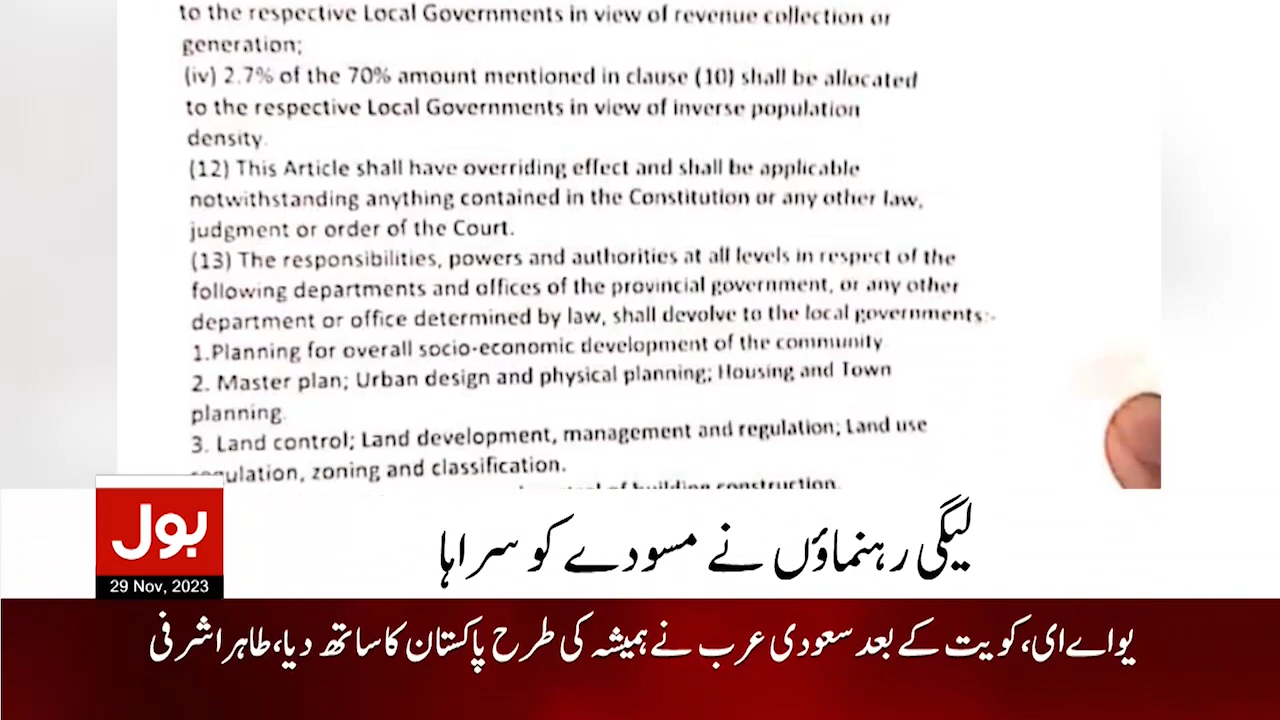 to the respective Local Governments in view of revenue collection or
generation;
(iv) 2.7% of the 70% amount mentioned in clause (10) shall be allocated
to the respective Local Governments in view of inverse population
density.
(12) This Article shall have overriding effect and shall be applicable
notwithstanding anything contained in the Constitution or any other law,
judgment or order of the Court.
(13) The responsibilities, powers and authorities at all levels in respect of the
following departments and offices of the provincial government, or any other
department or office determined by law, shall devolve to the local governments:-
1.Planning for overall socio-economic development of the community
2. Master plan; Urban design and physical planning; Housing and Town
planning.
3. Land control; Land development, management and regulation; Land use
regulation, zoning and classification.
of building construction.
بول
29 Nov, 2023
لیگی رہنماؤں نے مسودے کو سراہا
یو اے ای، کویت کے بعد سعودی عرب نے ہمیشہ کی طرح پاکستان کا ساتھ دیا، طاہر اشرفی